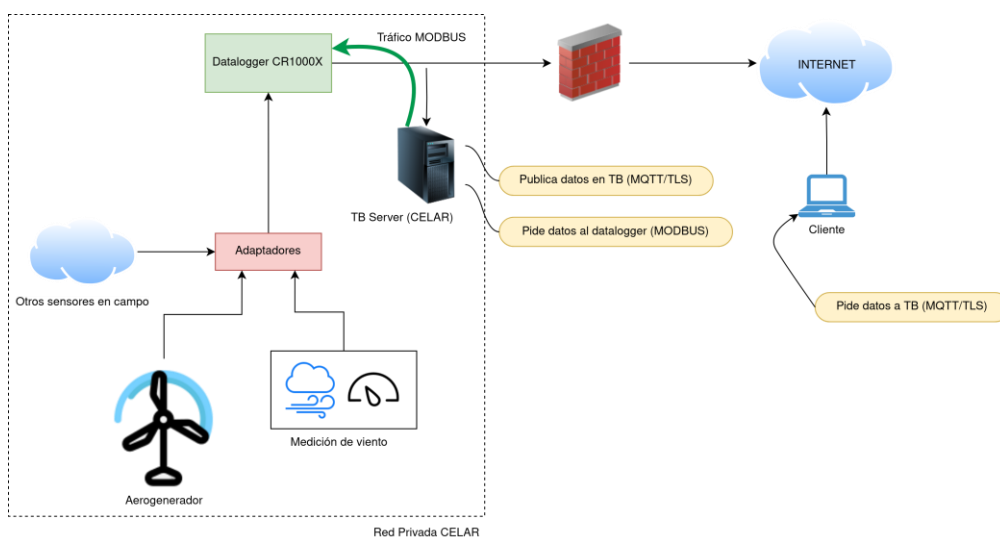 Tráfico MODBUS
Datalogger CR1000X
INTERNET
Publica datos en TB (MQTT/TLS)
TB Server (CELAR)
Pide datos al datalogger (MODBUS)
Cliente
Adaptadores
Otros sensores en campo
Pide datos a TB (MQTT/TLS)
Medición de viento
Aerogenerador
Red Privada CELAR